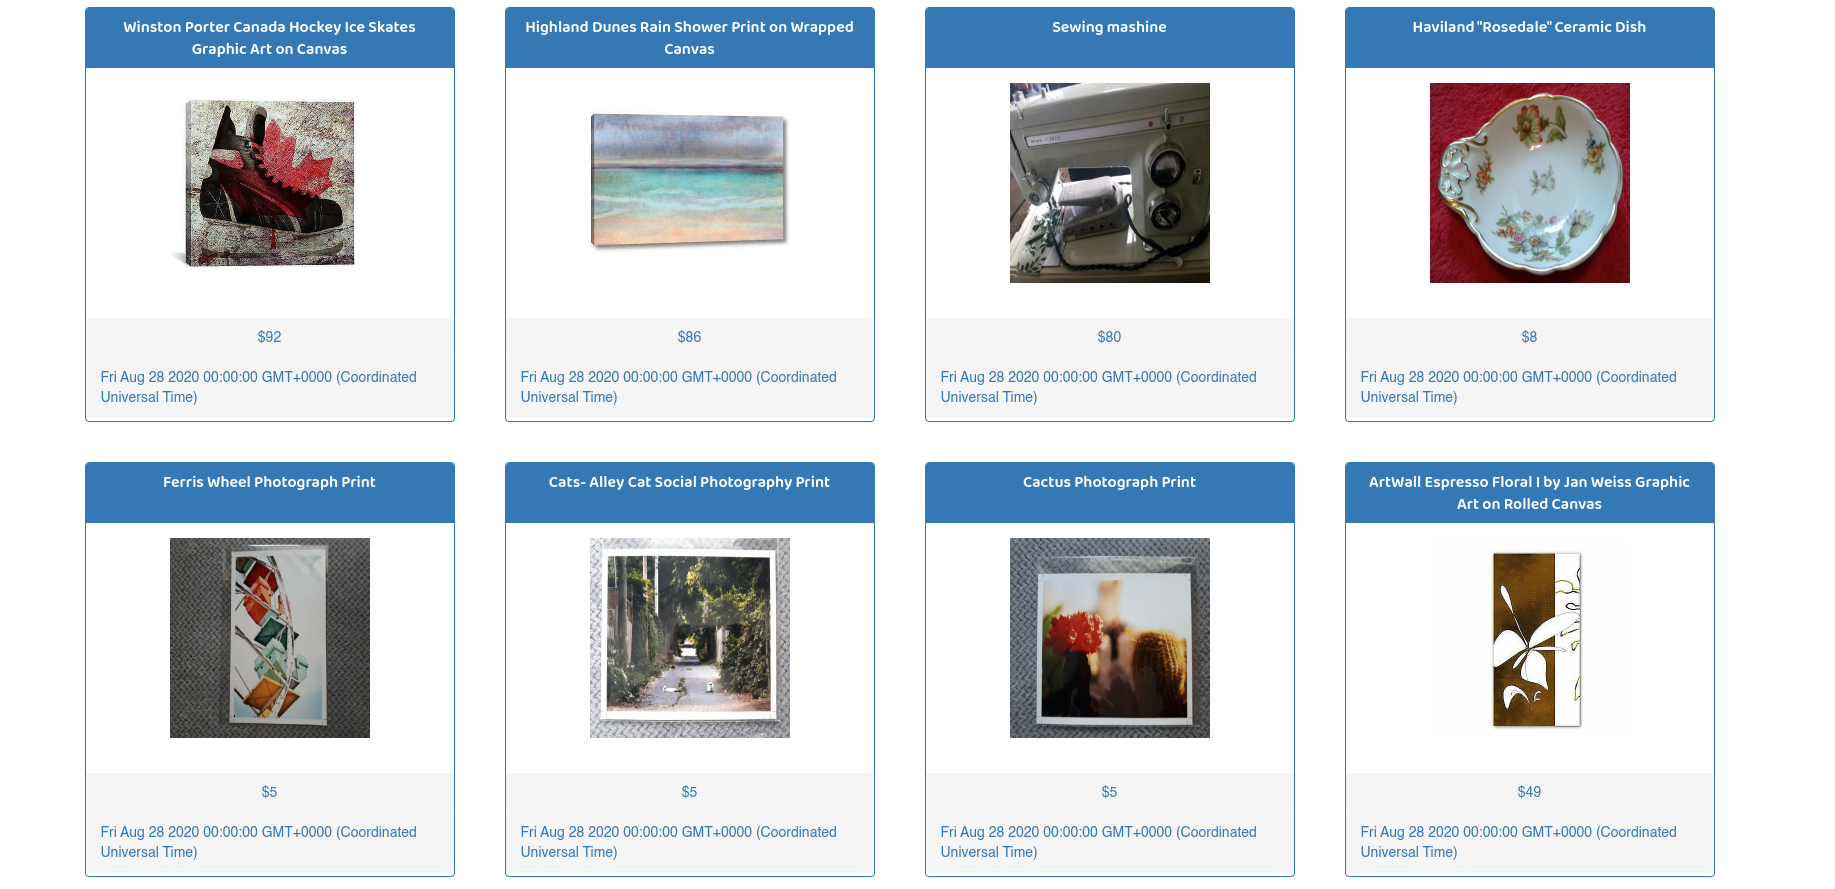 Winston Porter Canada Hockey Ice Skates
Graphic Art on Canvas
Highland Dunes Rain Shower Print on Wrapped
Canvas
Sewing mashine
Haviland "Rosedale" Ceramic Dish
$92
$86
$80
$8
Fri Aug 28 2020 00:00:00 GMT+0000 (Coordinated
Universal Time)
Fri Aug 28 2020 00:00:00 GMT+0000 (Coordinated
Universal Time)
Fri Aug 28 2020 00:00:00 GMT+0000 (Coordinated
Universal Time)
Fri Aug 28 2020 00:00:00 GMT+0000 (Coordinated
Universal Time)
Ferris Wheel Photograph Print
Cats- Alley Cat Social Photography Print
Cactus Photograph Print
ArtWall Espresso Floral I by Jan Weiss Graphic
Art on Rolled Canvas
$5
$5
$5
$49
Fri Aug 28 2020 00:00:00 GMT+0000 (Coordinated
Universal Time)
Fri Aug 28 2020 00:00:00 GMT+0000 (Coordinated
Universal Time)
Fri Aug 28 2020 00:00:00 GMT+0000 (Coordinated
Universal Time)
Fri Aug 28 2020 00:00:00 GMT+0000 (Coordinated
Universal Time)